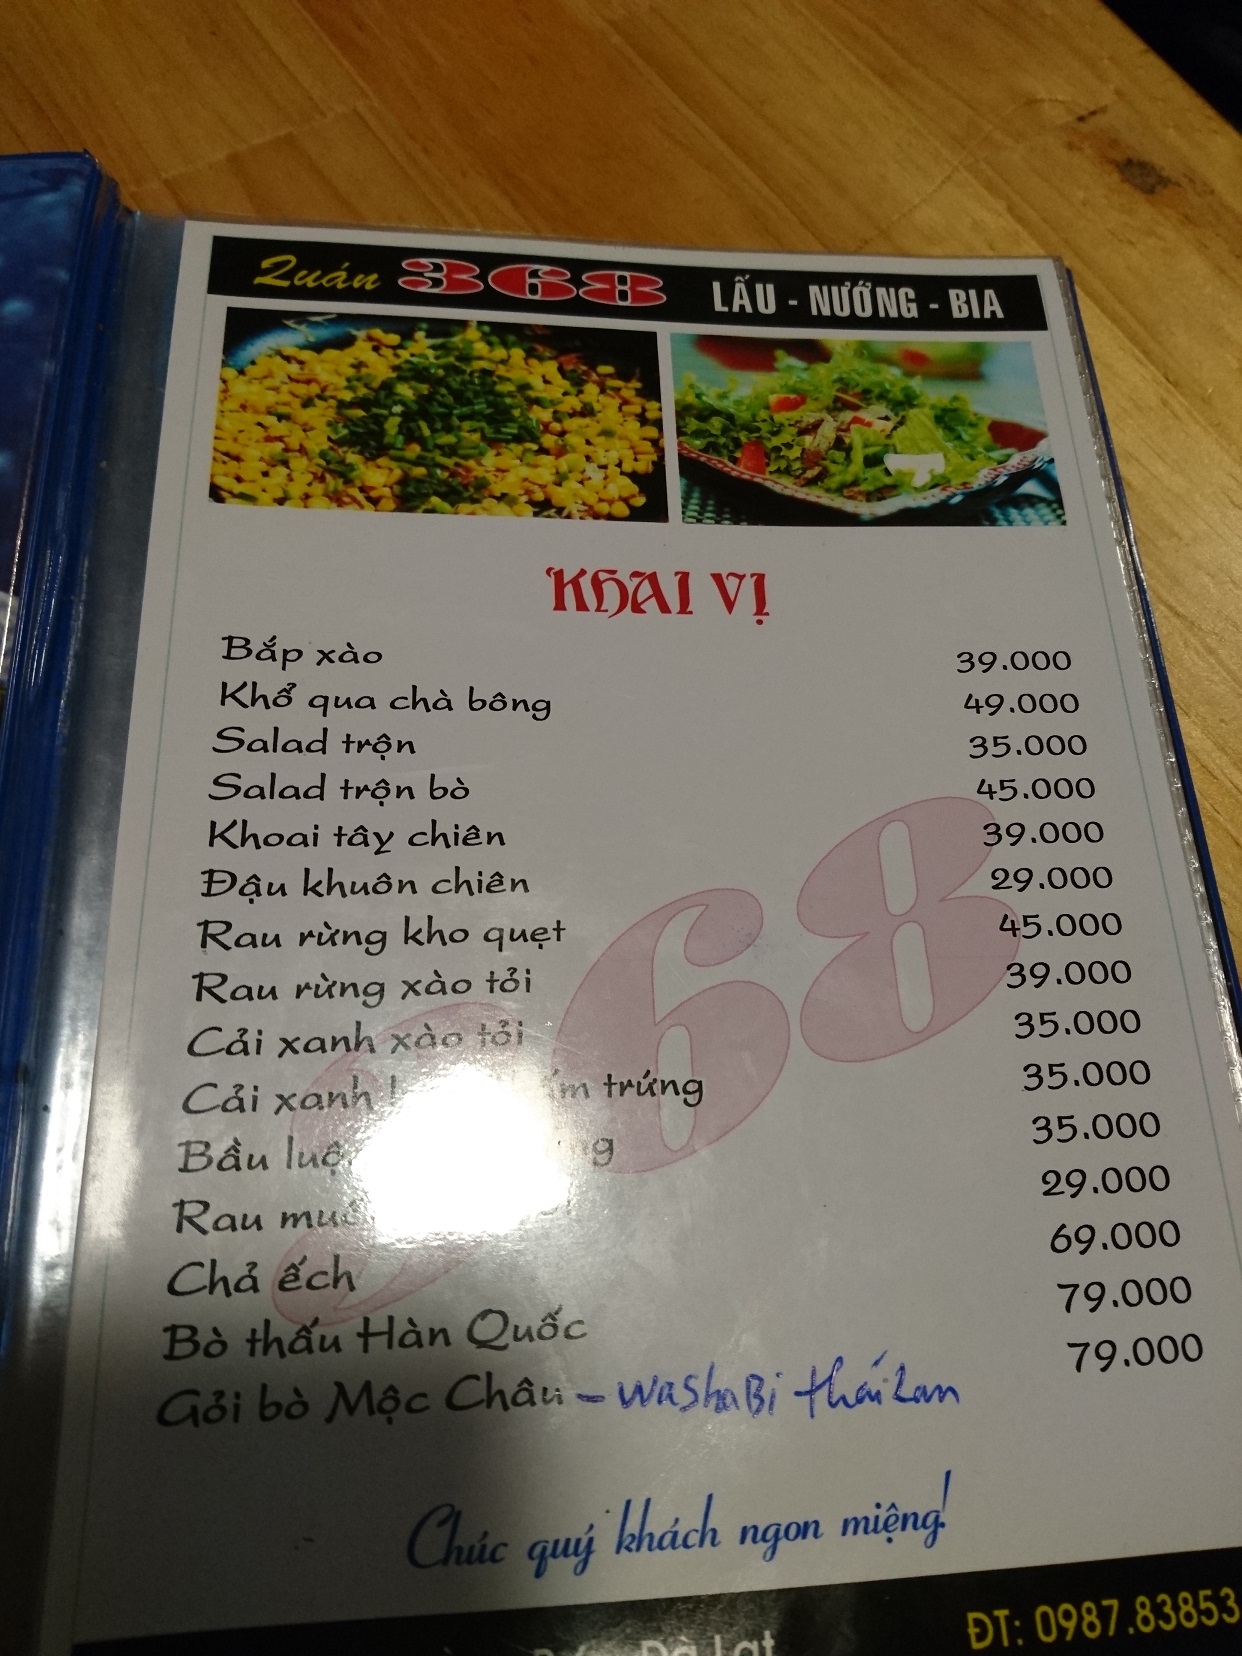 Quán 368 LẨU - NƯỚNG - BIA
KHAI VỊ
Bắp xào 39.000
Khổ qua chà bông 49.000
Salad trộn 35.000
Salad trộn bò 45.000
Khoai tây chiên 39.000
Đậu khuôn chiên 29.000
Rau rừng kho quẹt 45.000
Rau rừng xào tỏi 39.000
Cải xanh xào tỏi 35.000
Cải xanh trứng 35.000
Bầu 35.000
Rau 29.000
Chả ếch 69.000
Bò thấu Hàn Quốc 79.000
Gỏi bò Mộc Châu - washaBi thái Lan 79.000
368
Chúc quý khách ngon miệng!
Đà Lạt
ĐT: 0987.83853